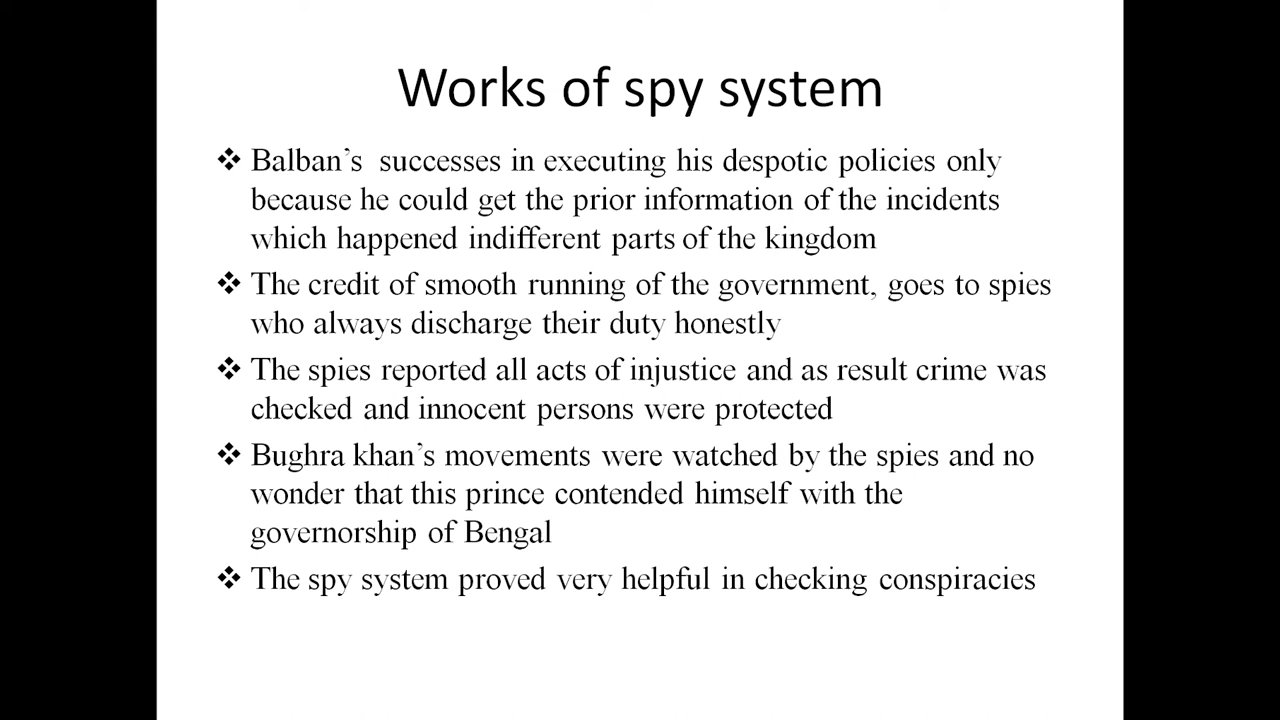 Works of spy system
❖ Balban’s successes in executing his despotic policies only
because he could get the prior information of the incidents
which happened indifferent parts of the kingdom
❖ The credit of smooth running of the government, goes to spies
who always discharge their duty honestly
❖ The spies reported all acts of injustice and as result crime was
checked and innocent persons were protected
❖ Bughra khan’s movements were watched by the spies and no
wonder that this prince contended himself with the
governorship of Bengal
❖ The spy system proved very helpful in checking conspiracies